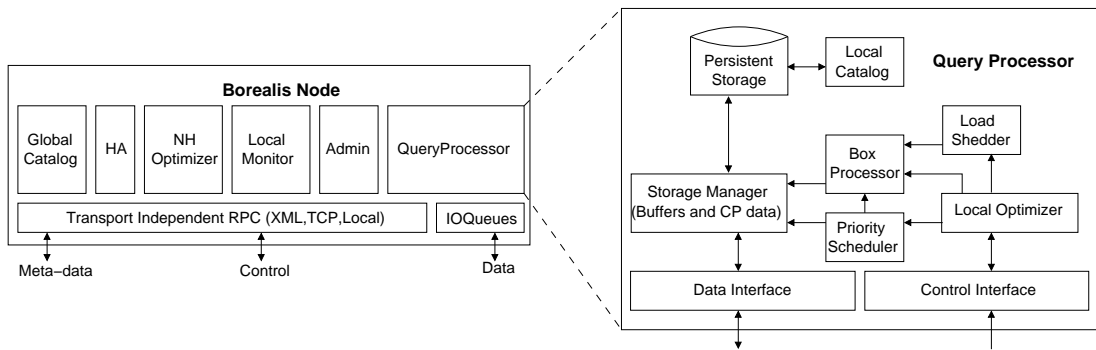 Borealis Node
Global
Catalog
HA
NH
Optimizer
Local
Monitor
Admin
QueryProcessor
Transport Independent RPC (XML,TCP,Local)
IOQueues
Meta−data
Control
Data
Query Processor
Persistent
Storage
Local
Catalog
Load
Shedder
Box
Processor
Storage Manager
(Buffers and CP data)
Local Optimizer
Priority
Scheduler
Data Interface
Control Interface